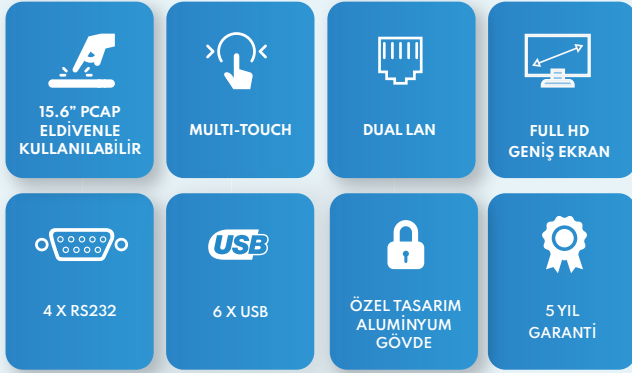 15.6” PCAP
ELDİVENLE
KULLANILABİLİR
MULTI-TOUCH
DUAL LAN
FULL HD
GENİŞ EKRAN
4 X RS232
USB
6 X USB
ÖZEL TASARIM
ALUMİNYUM
GÖVDE
5 YIL
GARANTİ